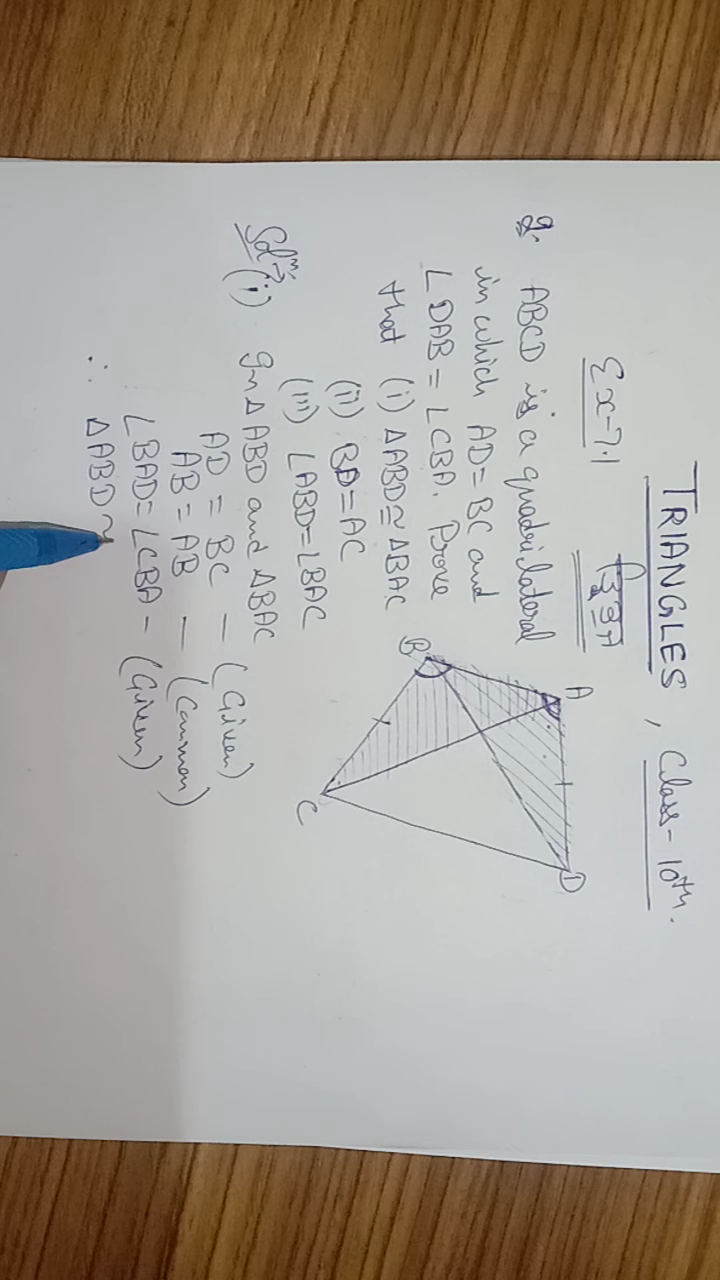 TRIANGLES, Class-10th.
Ex-7.1
Q. ABCD is a quadrilateral
in which AD=BC and
∠DAB = ∠CBA. Prove
that (i) ΔABD≅ΔBAC
(ii) BD=AC
(iii) ∠ABD=∠BAC
A
B
C
D
Solⁿ→(i) In ΔABD and ΔBAC
AD = BC - (Given)
AB = AB - (Common)
∠BAD=∠CBA - (Given)
∴ ΔABD ~